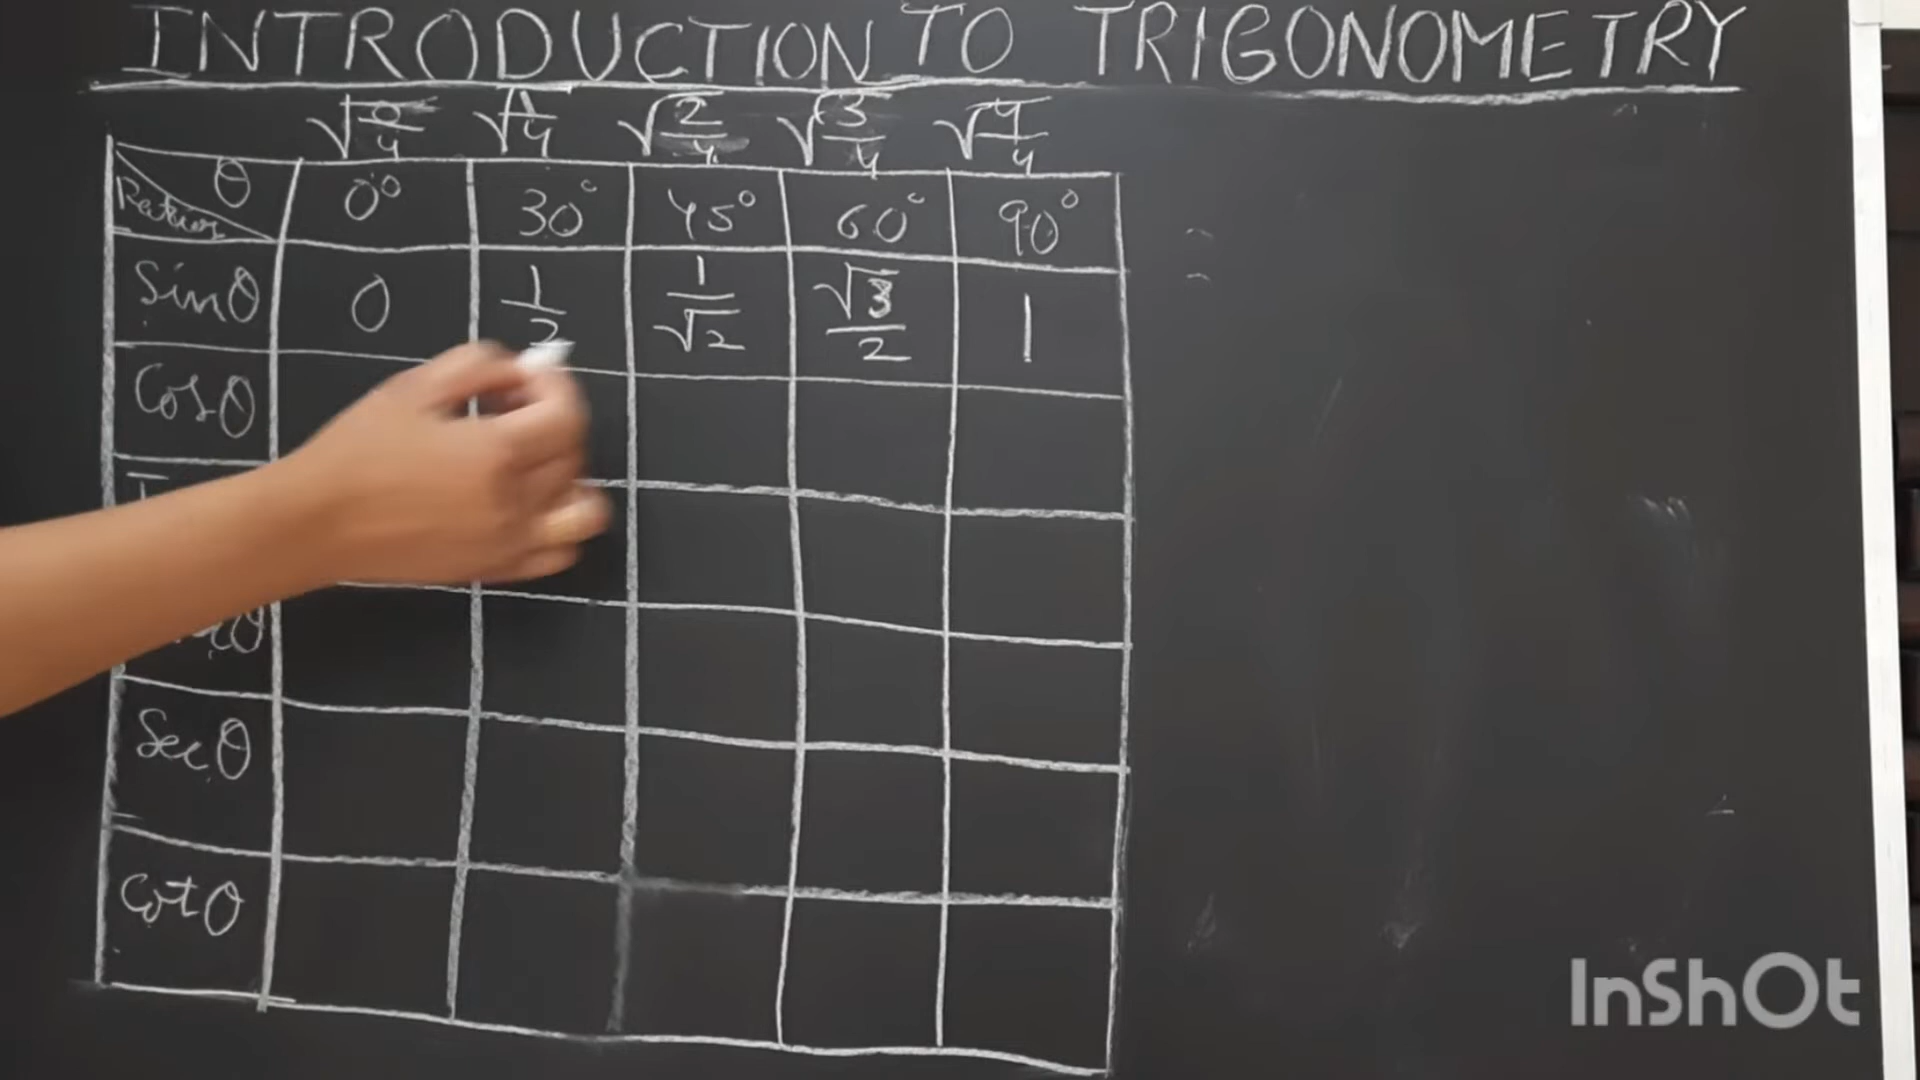 INTRODUCTION TO TRIGONOMETRY
√0/4 √1/4 √2/4 √3/4 √4/4
θ 0° 30° 45° 60° 90°
Sinθ 0 1/2 1/√2 √3/2 1
Cosθ
Secθ
Cotθ
InShOt